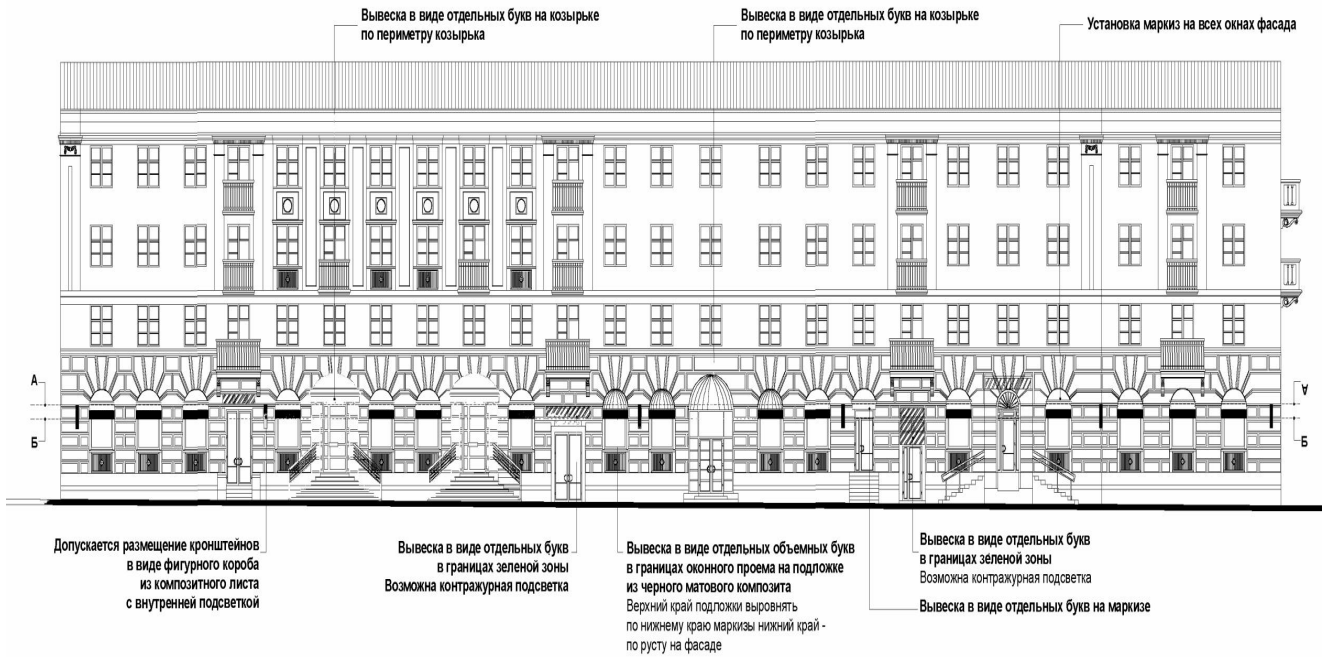 Вывеска в виде отдельных букв на козырьке
по периметру козырька
Вывеска в виде отдельных букв на козырьке
по периметру козырька
Установка маркиз на всех окнах фасада
А
Б
А
Б
Допускается размещение кронштейнов
в виде фигурного короба
из композитного листа
с внутренней подсветкой
Вывеска в виде отдельных букв
в границах зеленой зоны
Возможна контражурная подсветка
Вывеска в виде отдельных объемных букв
в границах оконного проема на подложке
из черного матового композита
Верхний край подложки выровнять
по нижнему краю маркизы нижний край -
по русту на фасаде
Вывеска в виде отдельных букв
в границах зеленой зоны
Возможна контражурная подсветка
Вывеска в виде отдельных букв на маркизе